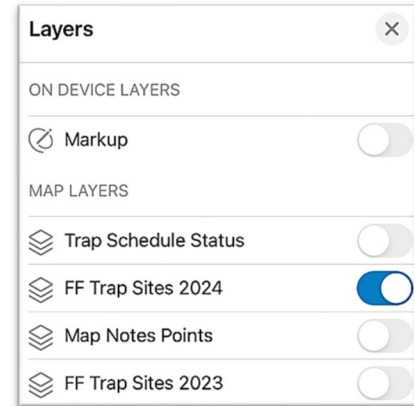 Layers
ON DEVICE LAYERS
Markup
MAP LAYERS
Trap Schedule Status
FF Trap Sites 2024
Map Notes Points
FF Trap Sites 2023